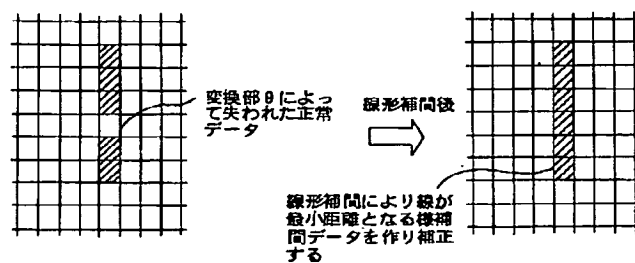 変換部9によっ
て失われた正常
データ
線形補間後
線形補間により線が
最小距離となる様補
間データを作り補正
する